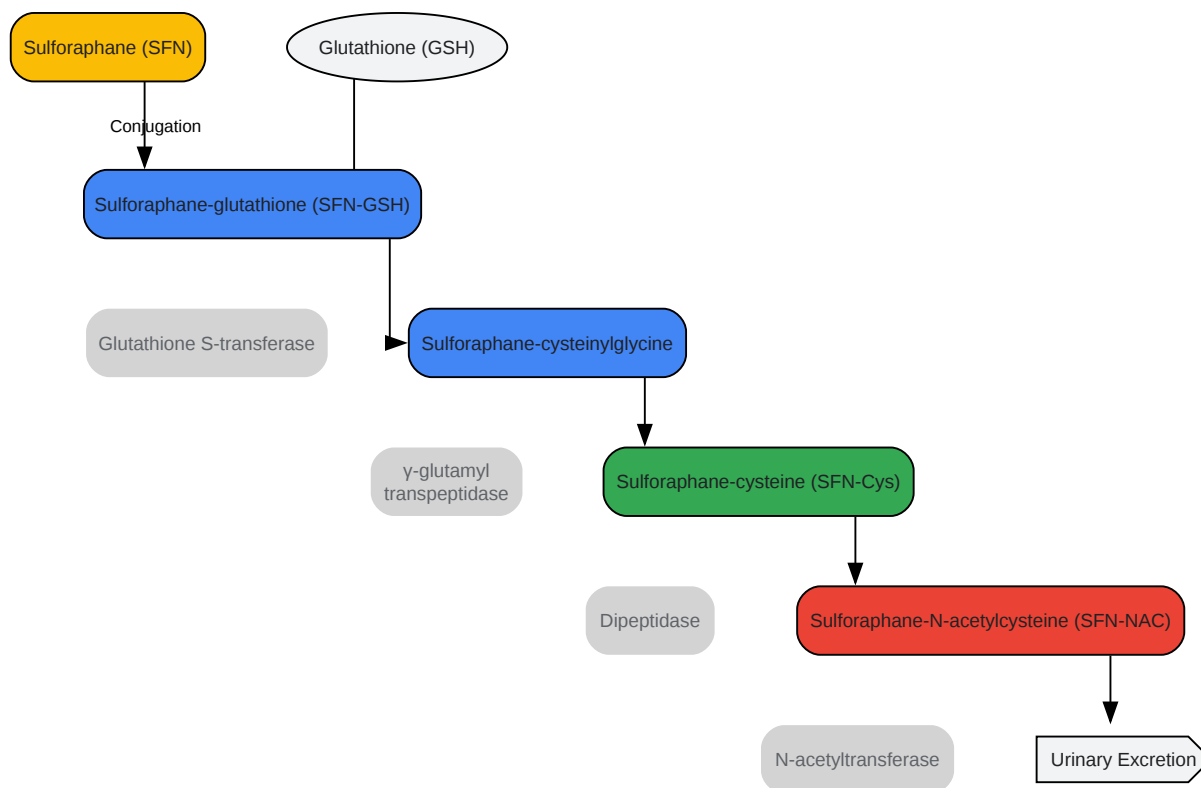 Sulforaphane (SFN)
Glutathione (GSH)
Conjugation
Sulforaphane-glutathione (SFN-GSH)
Glutathione S-transferase
Sulforaphane-cysteinylglycine
γ-glutamyl
transpeptidase
Sulforaphane-cysteine (SFN-Cys)
Dipeptidase
Sulforaphane-N-acetylcysteine (SFN-NAC)
N-acetyltransferase
Urinary Excretion